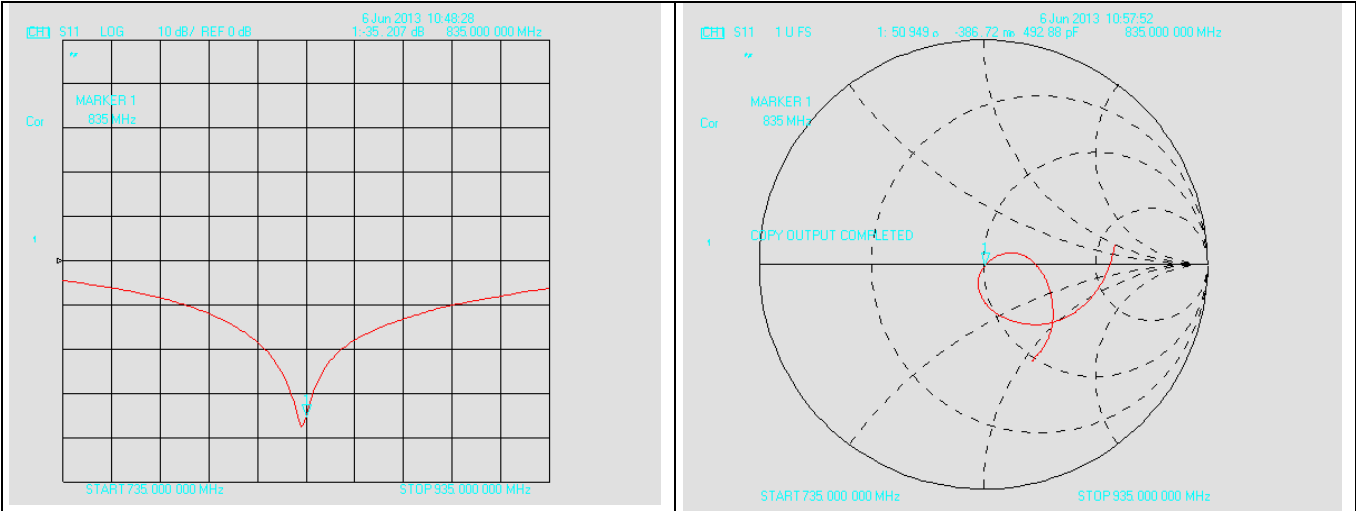 6 Jun 2013 10:48:28
CH1 S11 LOG 10 dB/ REF 0 dB 1:-35.207 dB 835.000 000 MHz
MARKER 1
Cor 835 MHz
1
1
START 735.000 000 MHz STOP 935.000 000 MHz
6 Jun 2013 10:57:52
CH1 S11 1 U FS 1: 50.949 -386.72 492.88 pF 835.000 000 MHz
MARKER 1
Cor 835 MHz
1
COPY OUTPUT COMPLETED
1
START 735.000 000 MHz STOP 935.000 000 MHz